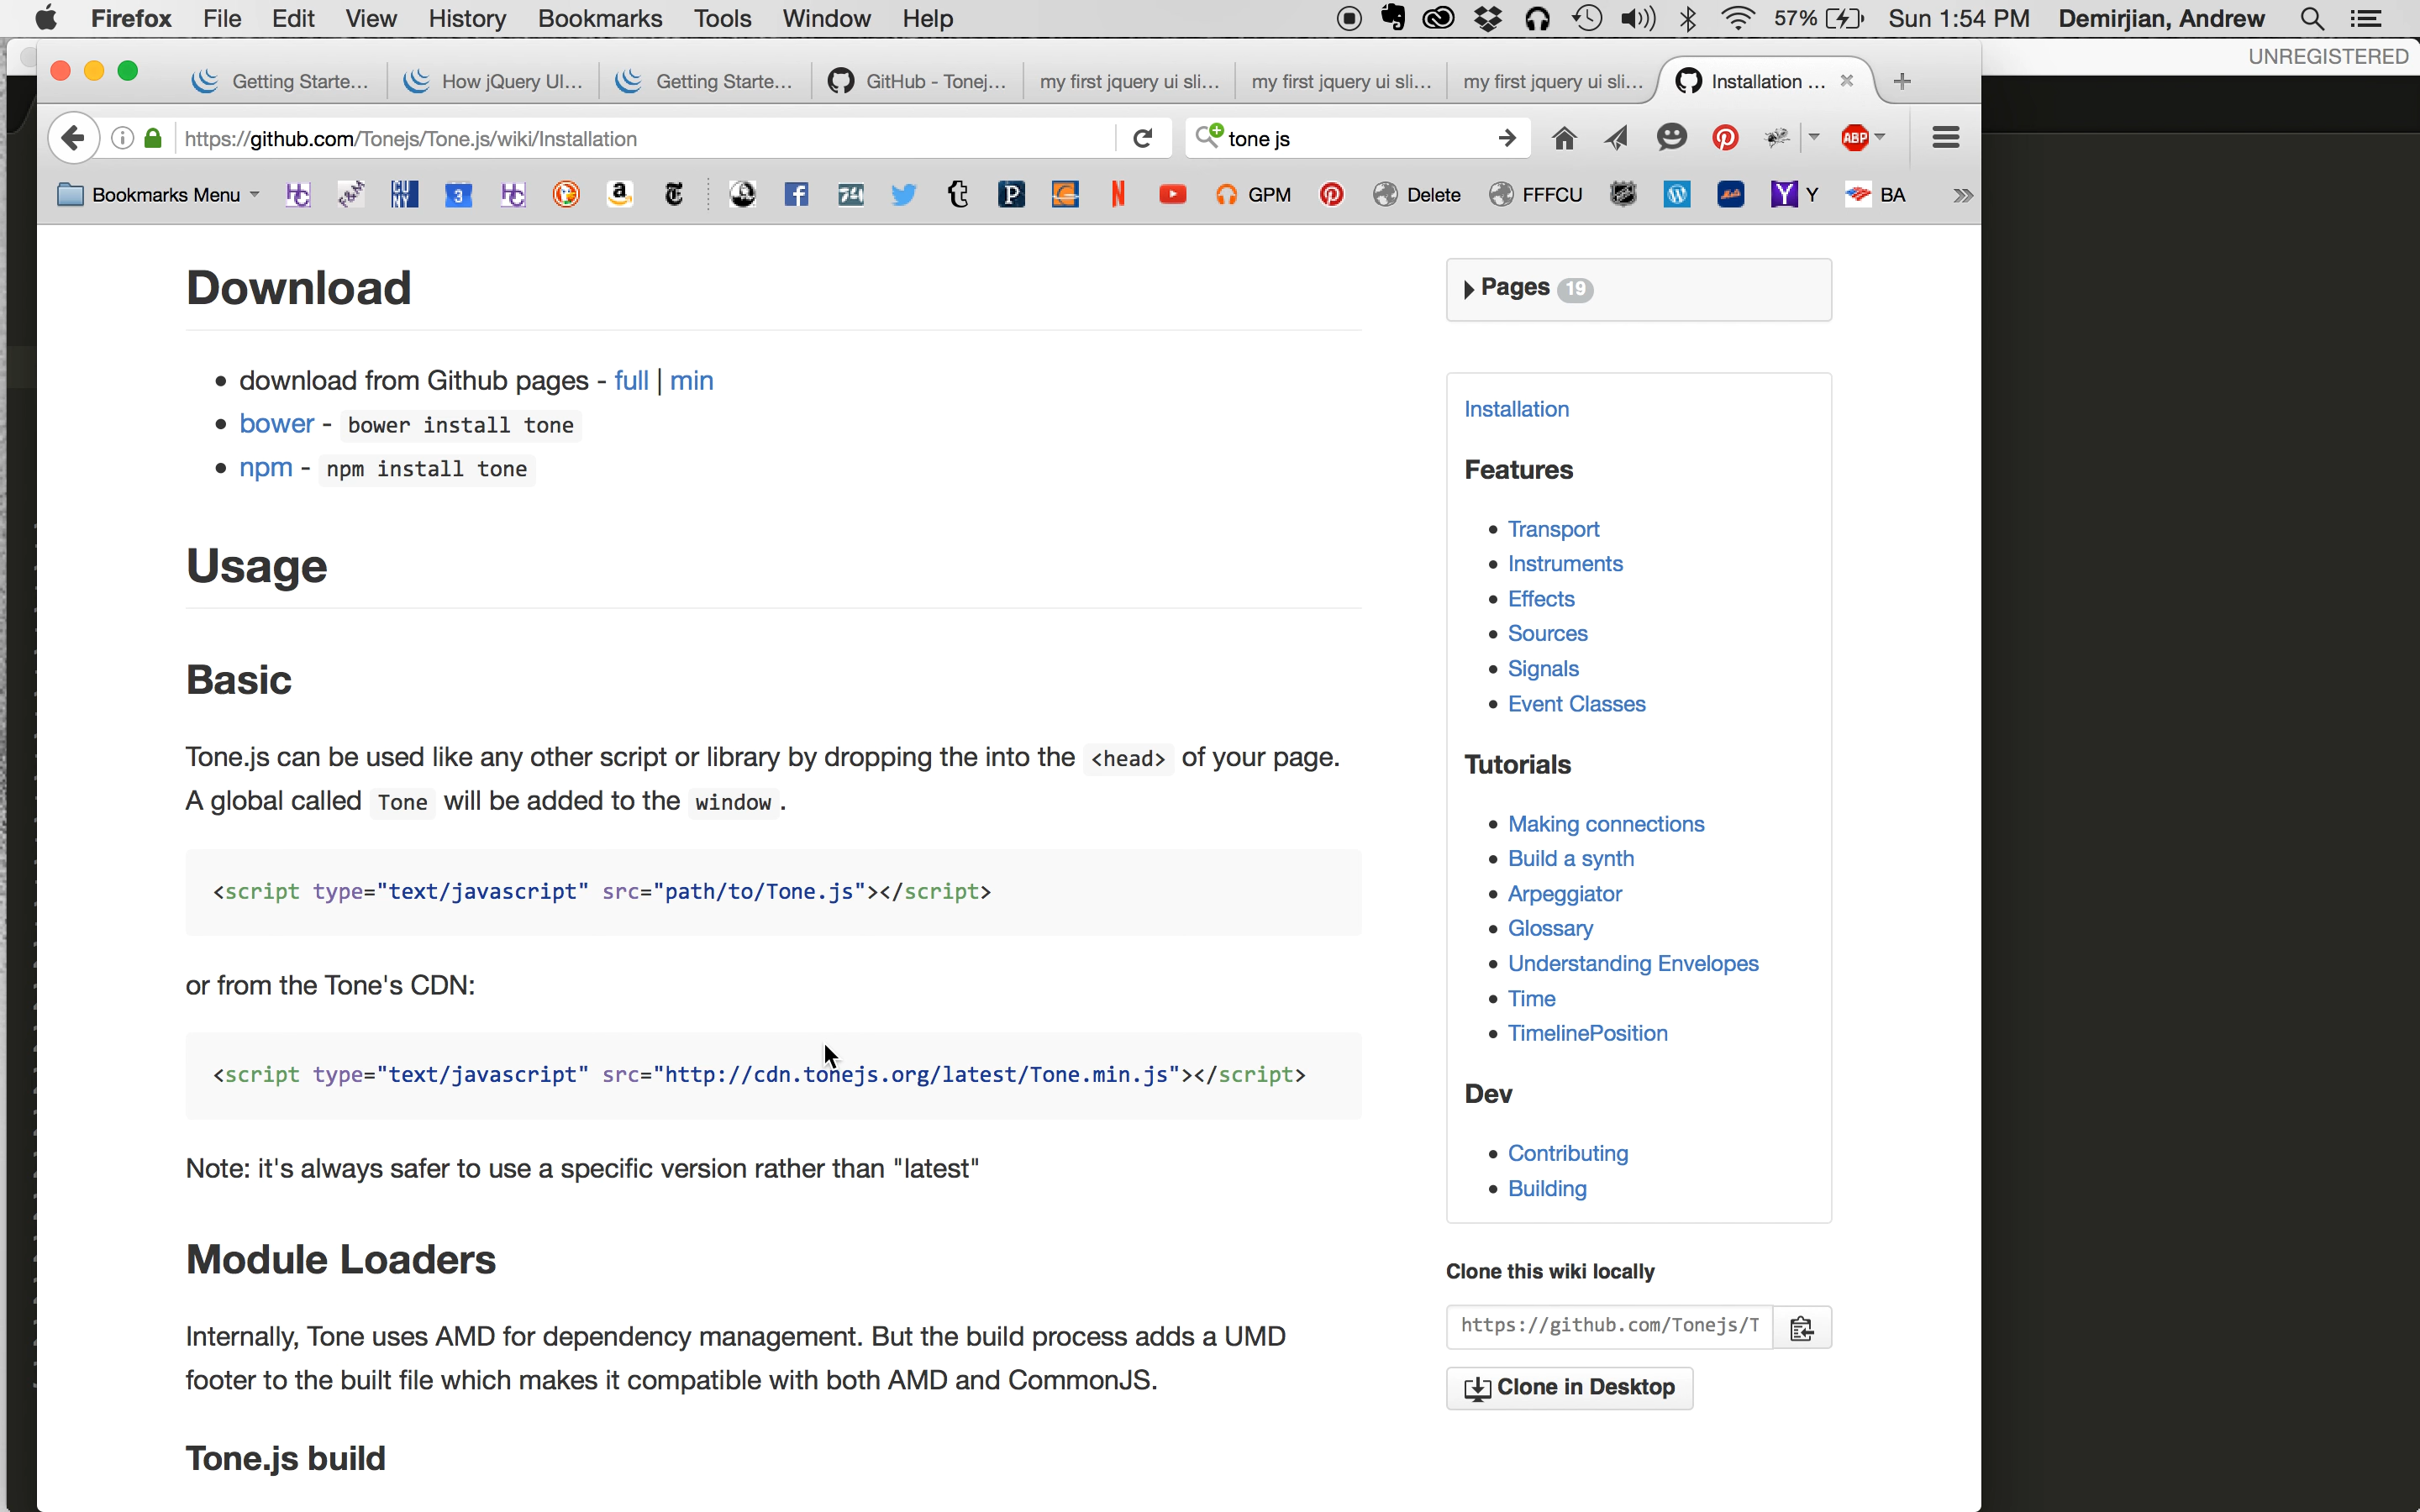 Firefox File Edit View History Bookmarks Tools Window Help 57% Sun 1:54 PM Demirjian, Andrew
UNREGISTERED
Getting Starte... How jQuery UI... Getting Starte... GitHub - Tonej... my first jquery ui sli... my first jquery ui sli... my first jquery ui sli... Installation ...
https://github.com/Tonejs/Tone.js/wiki/Installation tone js ABP
Bookmarks Menu CU NY 3 GPM Delete FFFCU Y BA
Download
download from Github pages - full | min
bower - bower install tone
npm - npm install tone
Usage
Basic
Tone.js can be used like any other script or library by dropping the into the <head> of your page.
A global called Tone will be added to the window .
<script type="text/javascript" src="path/to/Tone.js"></script>
or from the Tone's CDN:
<script type="text/javascript" src="http://cdn.tonejs.org/latest/Tone.min.js"></script>
Note: it's always safer to use a specific version rather than "latest"
Module Loaders
Internally, Tone uses AMD for dependency management. But the build process adds a UMD
footer to the built file which makes it compatible with both AMD and CommonJS.
Tone.js build
Pages 19
Installation
Features
Transport
Instruments
Effects
Sources
Signals
Event Classes
Tutorials
Making connections
Build a synth
Arpeggiator
Glossary
Understanding Envelopes
Time
TimelinePosition
Dev
Contributing
Building
Clone this wiki locally
https://github.com/Tonejs/T
Clone in Desktop